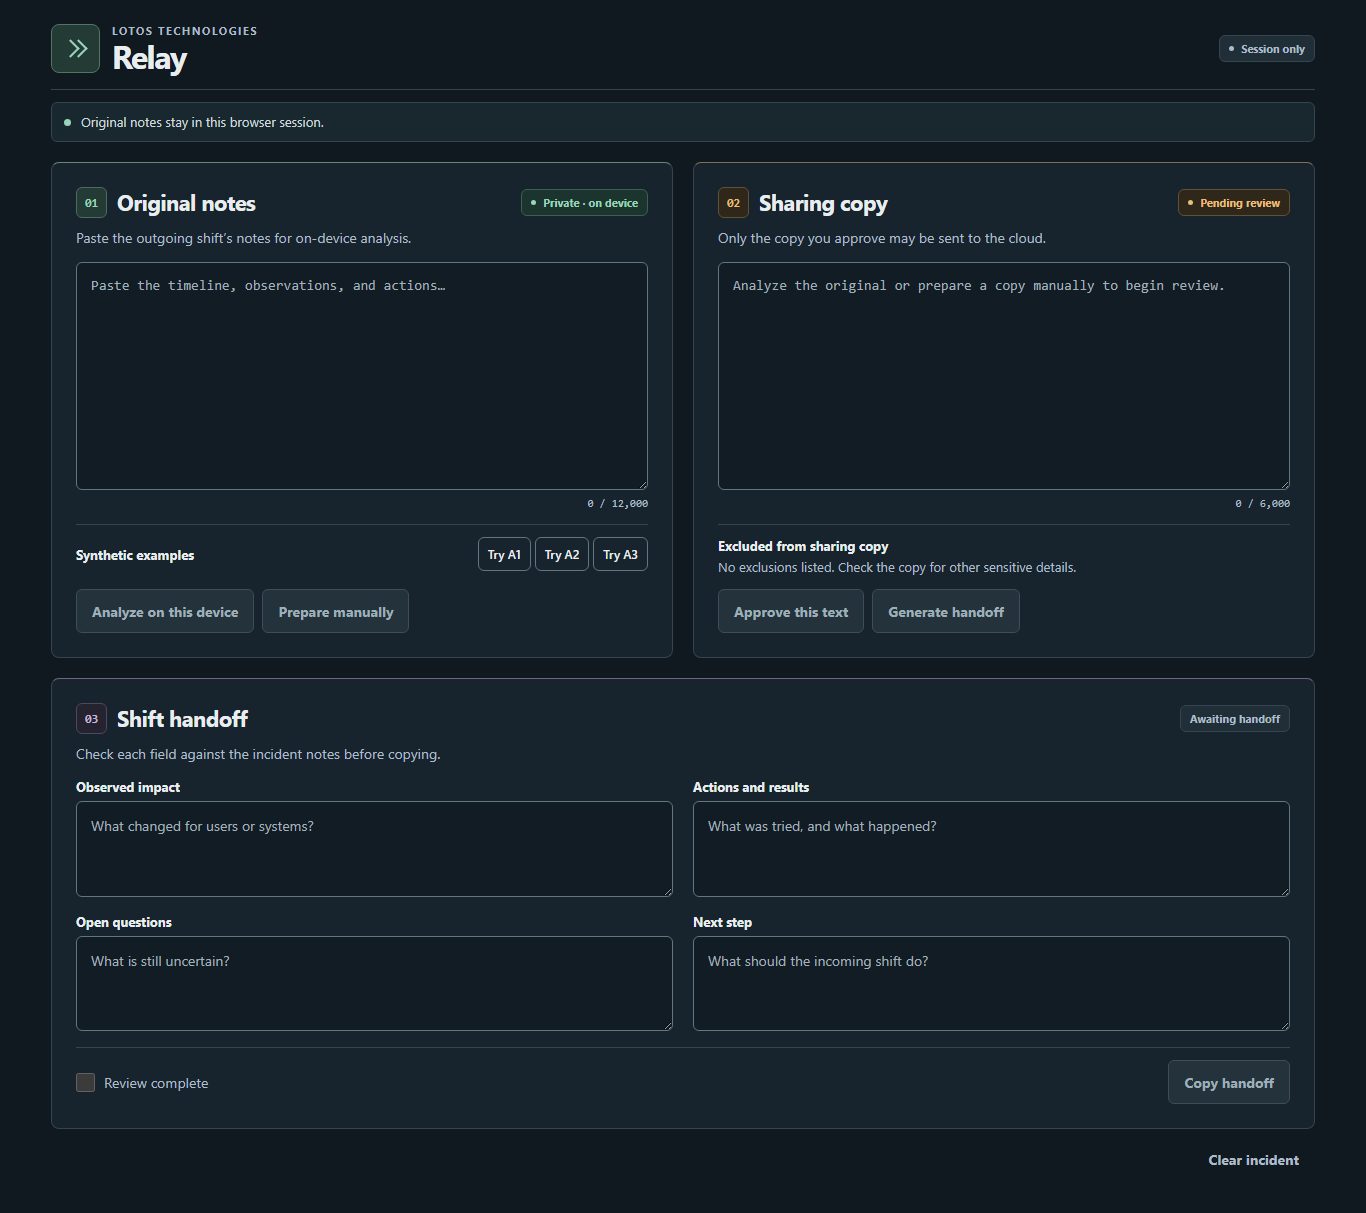 LOTOS TECHNOLOGIES
Relay
Session only
Original notes stay in this browser session.
01
Original notes
Private · on device
Paste the outgoing shift's notes for on-device analysis.
Paste the timeline, observations, and actions…
0 / 12,000
Synthetic examples
Try A1
Try A2
Try A3
Analyze on this device
Prepare manually
02
Sharing copy
Pending review
Only the copy you approve may be sent to the cloud.
Analyze the original or prepare a copy manually to begin review.
0 / 6,000
Excluded from sharing copy
No exclusions listed. Check the copy for other sensitive details.
Approve this text
Generate handoff
03
Shift handoff
Awaiting handoff
Check each field against the incident notes before copying.
Observed impact
What changed for users or systems?
Actions and results
What was tried, and what happened?
Open questions
What is still uncertain?
Next step
What should the incoming shift do?
Review complete
Copy handoff
Clear incident